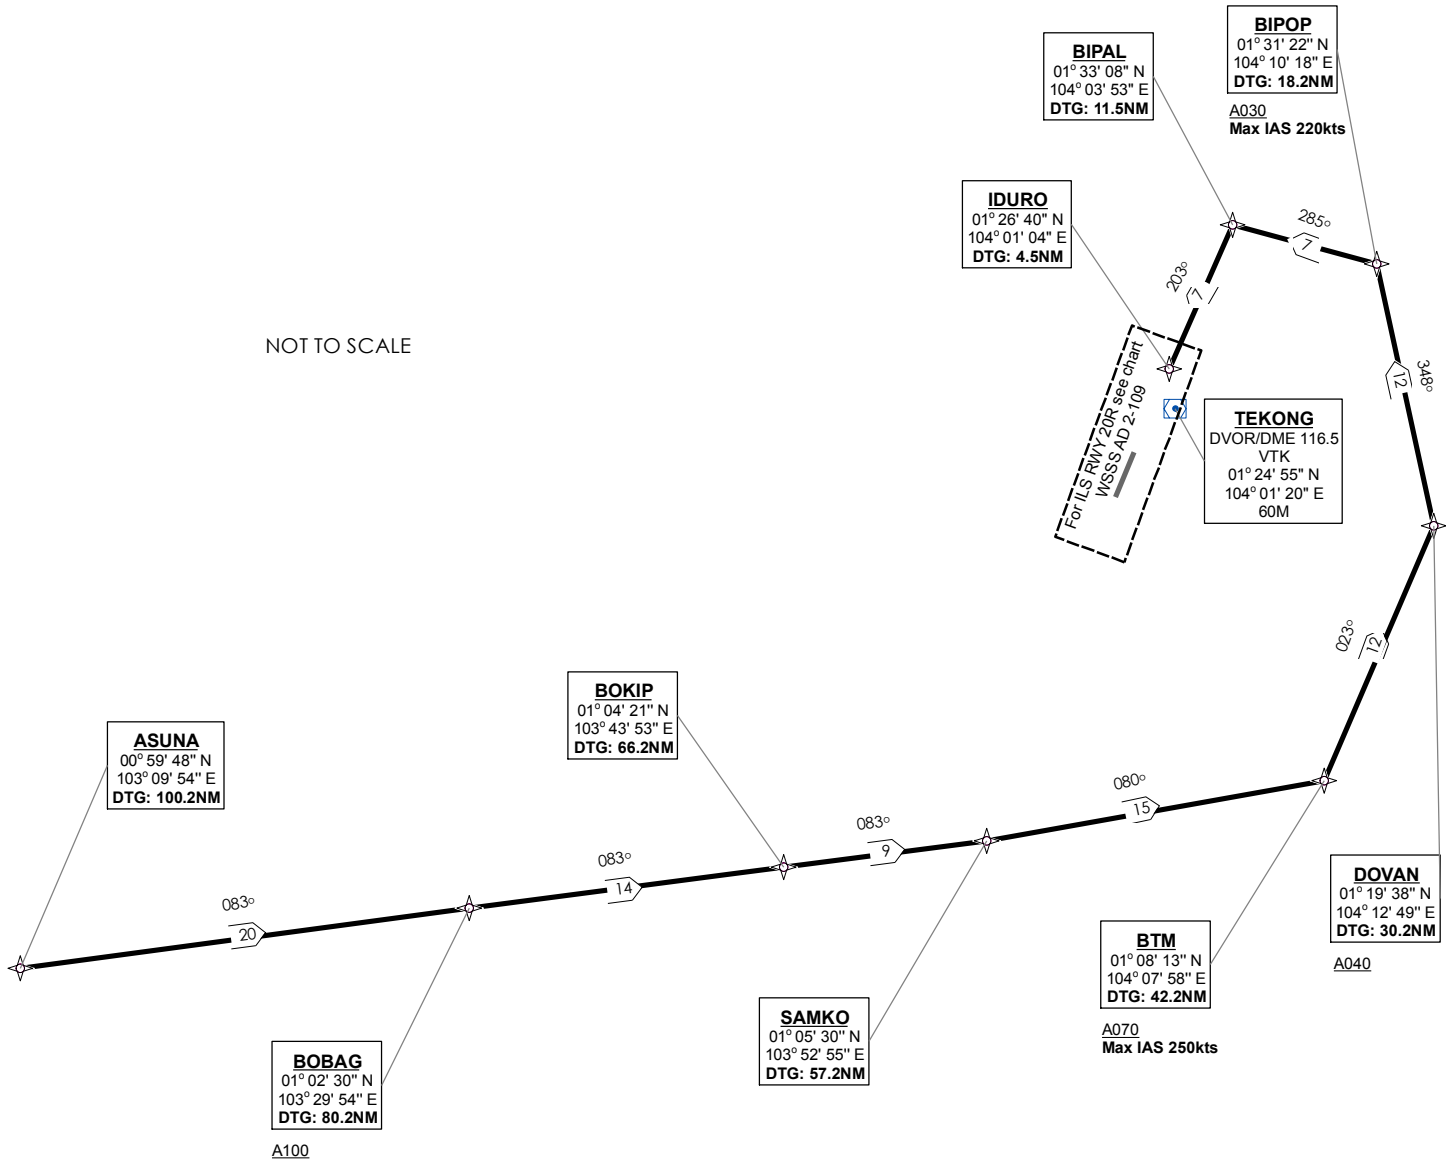 BIPOP
01° 31' 22" N
104° 10' 18" E
DTG: 18.2NM
A030
Max IAS 220kts
BIPAL
01° 33' 08" N
104° 03' 53" E
DTG: 11.5NM
IDURO
01° 26' 40" N
104° 01' 04" E
DTG: 4.5NM
285°
7
203°
7
NOT TO SCALE
For ILS RWY 20R see chart
WSSS AD 2-109
348°
12
TEKONG
DVOR/DME 116.5
VTK
01° 24' 55" N
104° 01' 20" E
60M
023°
12
BOKIP
01° 04' 21" N
103° 43' 53" E
DTG: 66.2NM
ASUNA
00° 59' 48" N
103° 09' 54" E
DTG: 100.2NM
080°
15
083°
9
083°
14
083°
20
DOVAN
01° 19' 38" N
104° 12' 49" E
DTG: 30.2NM
A040
BTM
01° 08' 13" N
104° 07' 58" E
DTG: 42.2NM
A070
Max IAS 250kts
SAMKO
01° 05' 30" N
103° 52' 55" E
DTG: 57.2NM
BOBAG
01° 02' 30" N
103° 29' 54" E
DTG: 80.2NM
A100